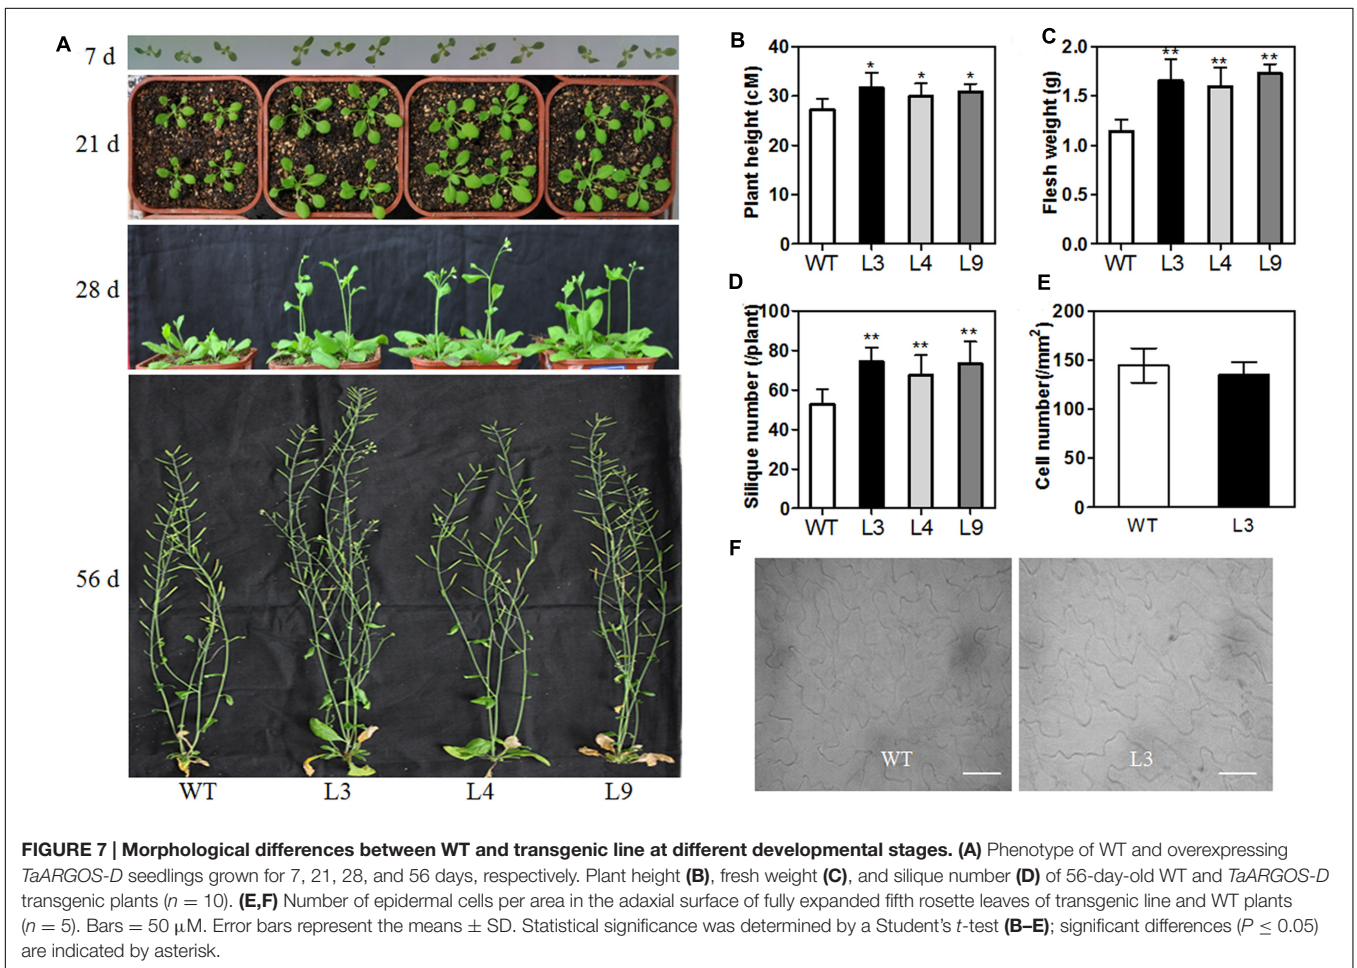 A
7 d
21 d
28 d
56 d
WT
L3
L4
L9
B
Plant height (cM)
40
30
20
10
0
*
*
*
WT
L3
L4
L9
C
Flesh weight (g)
2.0
1.5
1.0
0.5
0.0
**
**
**
WT
L3
L4
L9
D
Silique number (/plant)
100
80
60
40
20
0
**
**
**
WT
L3
L4
L9
E
Cell number(/mm²)
200
150
100
50
0
WT
L3
F
WT
L3
FIGURE 7 | Morphological differences between WT and transgenic line at different developmental stages. (A) Phenotype of WT and overexpressing
TaARGOS-D seedlings grown for 7, 21, 28, and 56 days, respectively. Plant height (B), fresh weight (C), and silique number (D) of 56-day-old WT and TaARGOS-D
transgenic plants (n = 10). (E,F) Number of epidermal cells per area in the adaxial surface of fully expanded fifth rosette leaves of transgenic line and WT plants
(n = 5). Bars = 50 μM. Error bars represent the means ± SD. Statistical significance was determined by a Student's t-test (B–E); significant differences (P ≤ 0.05)
are indicated by asterisk.